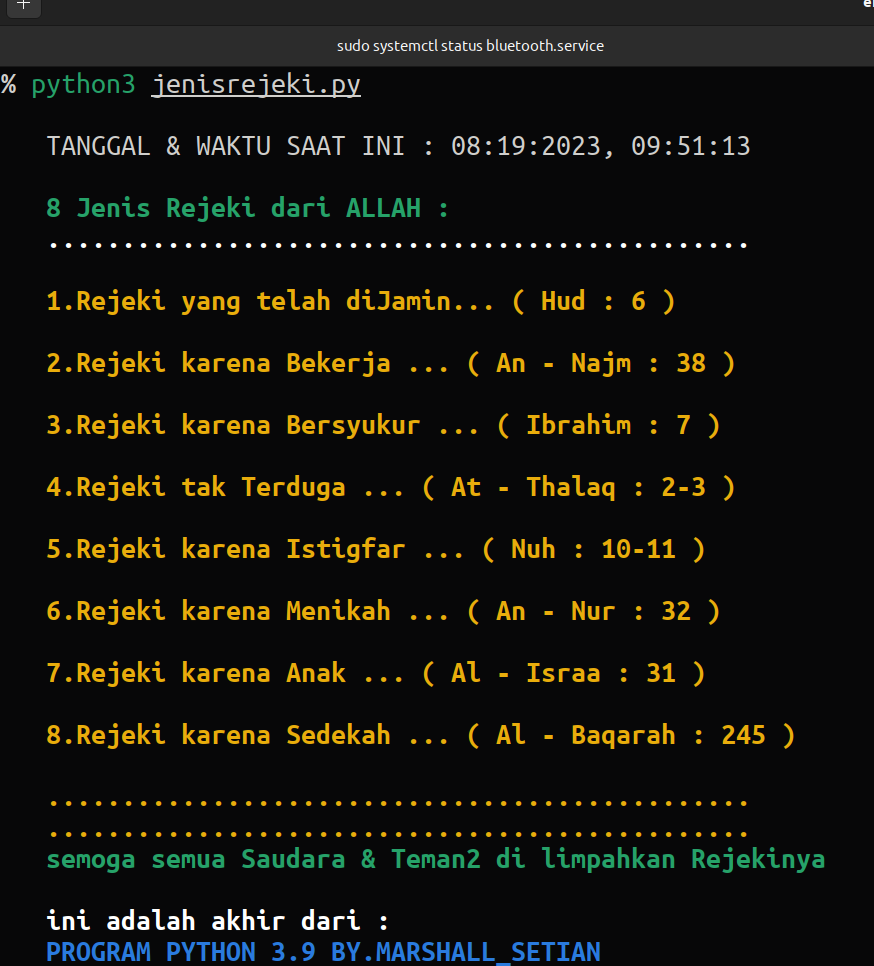 sudo systemctl status bluetooth.service
% python3 jenisrejeki.py
TANGGAL & WAKTU SAAT INI : 08:19:2023, 09:51:13
8 Jenis Rejeki dari ALLAH :
...............................................
1.Rejeki yang telah diJamin... ( Hud : 6 )
2.Rejeki karena Bekerja ... ( An - Najm : 38 )
3.Rejeki karena Bersyukur ... ( Ibrahim : 7 )
4.Rejeki tak Terduga ... ( At - Thalaq : 2-3 )
5.Rejeki karena Istigfar ... ( Nuh : 10-11 )
6.Rejeki karena Menikah ... ( An - Nur : 32 )
7.Rejeki karena Anak ... ( Al - Israa : 31 )
8.Rejeki karena Sedekah ... ( Al - Baqarah : 245 )
...............................................
...............................................
semoga semua Saudara & Teman2 di limpahkan Rejekinya
ini adalah akhir dari :
PROGRAM PYTHON 3.9 BY.MARSHALL_SETIAN